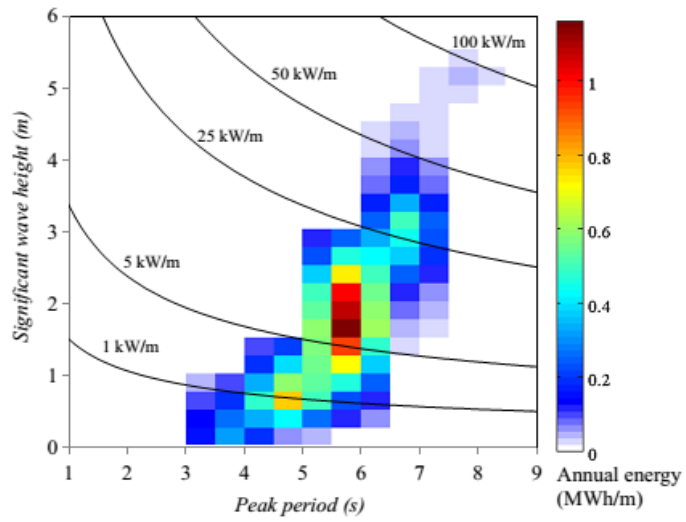 6
5
4
3
2
1
0
Significant wave height (m)
100 kW/m
50 kW/m
25 kW/m
5 kW/m
1 kW/m
1 2 3 4 5 6 7 8 9
Peak period (s)
1
0.8
0.6
0.4
0.2
0
Annual energy
(MWh/m)